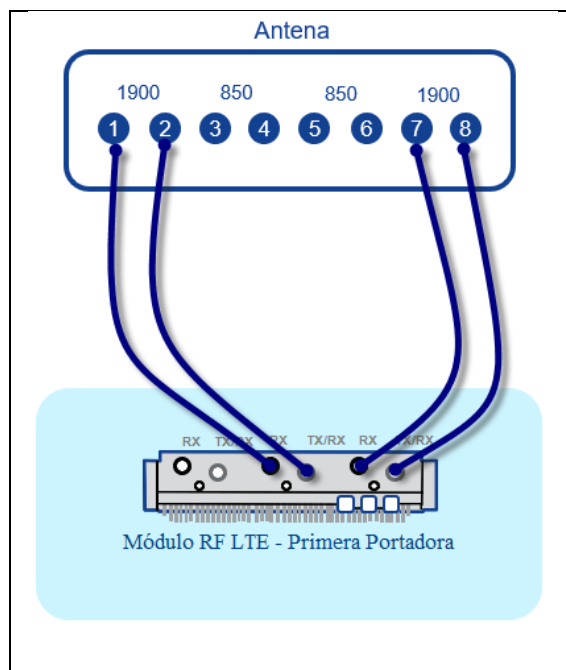 Antena
1900 850 850 1900
1 2 3 4 5 6 7 8
RX TX/RX RX TX/RX RX TX/RX
Módulo RF LTE - Primera Portadora